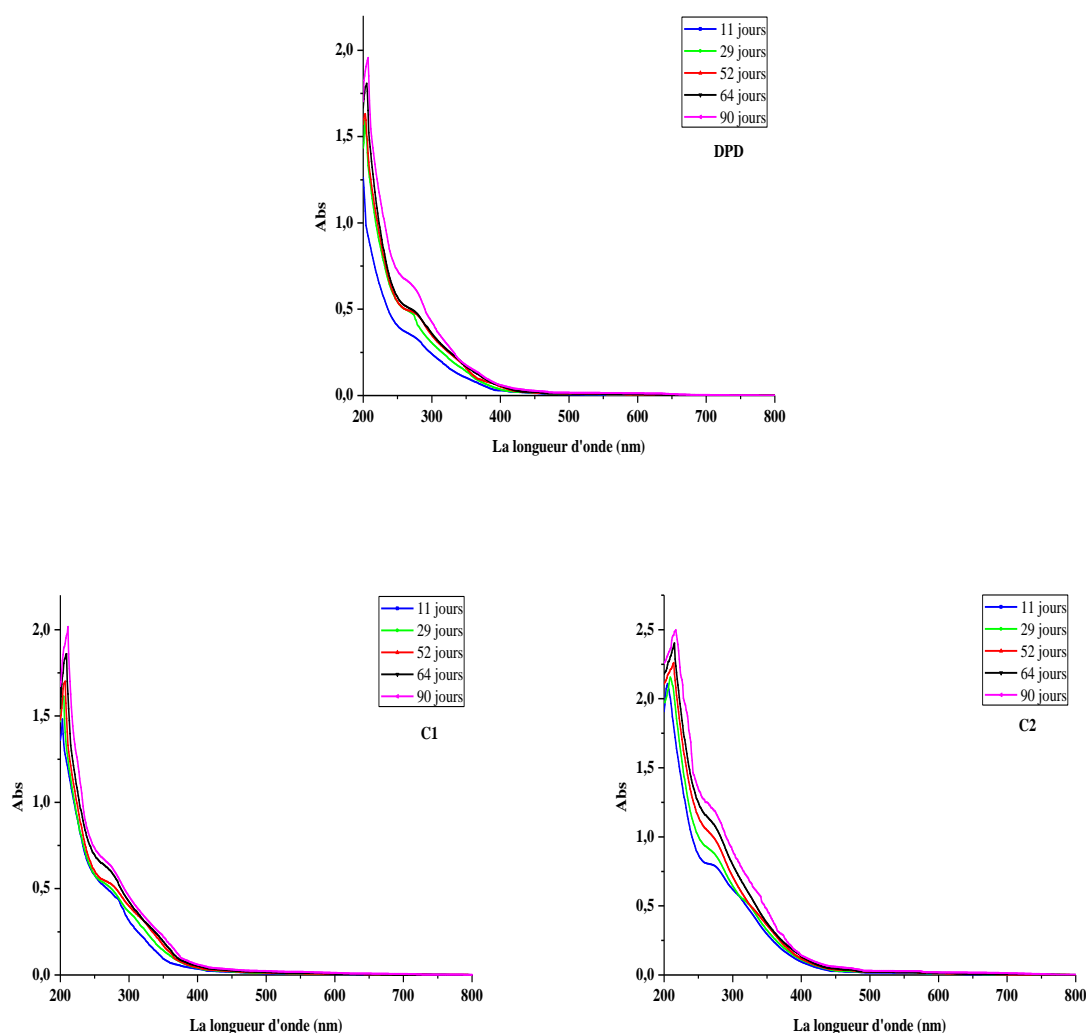 11 jours
29 jours
52 jours
64 jours
90 jours
DPD
2,0
1,5
1,0
0,5
0,0
Abs
200 300 400 500 600 700 800
La longueur d'onde (nm)
11 jours
29 jours
52 jours
64 jours
90 jours
C1
2,0
1,5
1,0
0,5
0,0
Abs
200 300 400 500 600 700 800
La longueur d'onde (nm)
11 jours
29 jours
52 jours
64 jours
90 jours
C2
2,5
2,0
1,5
1,0
0,5
0,0
Abs
200 300 400 500 600 700 800
La longueur d'onde (nm)